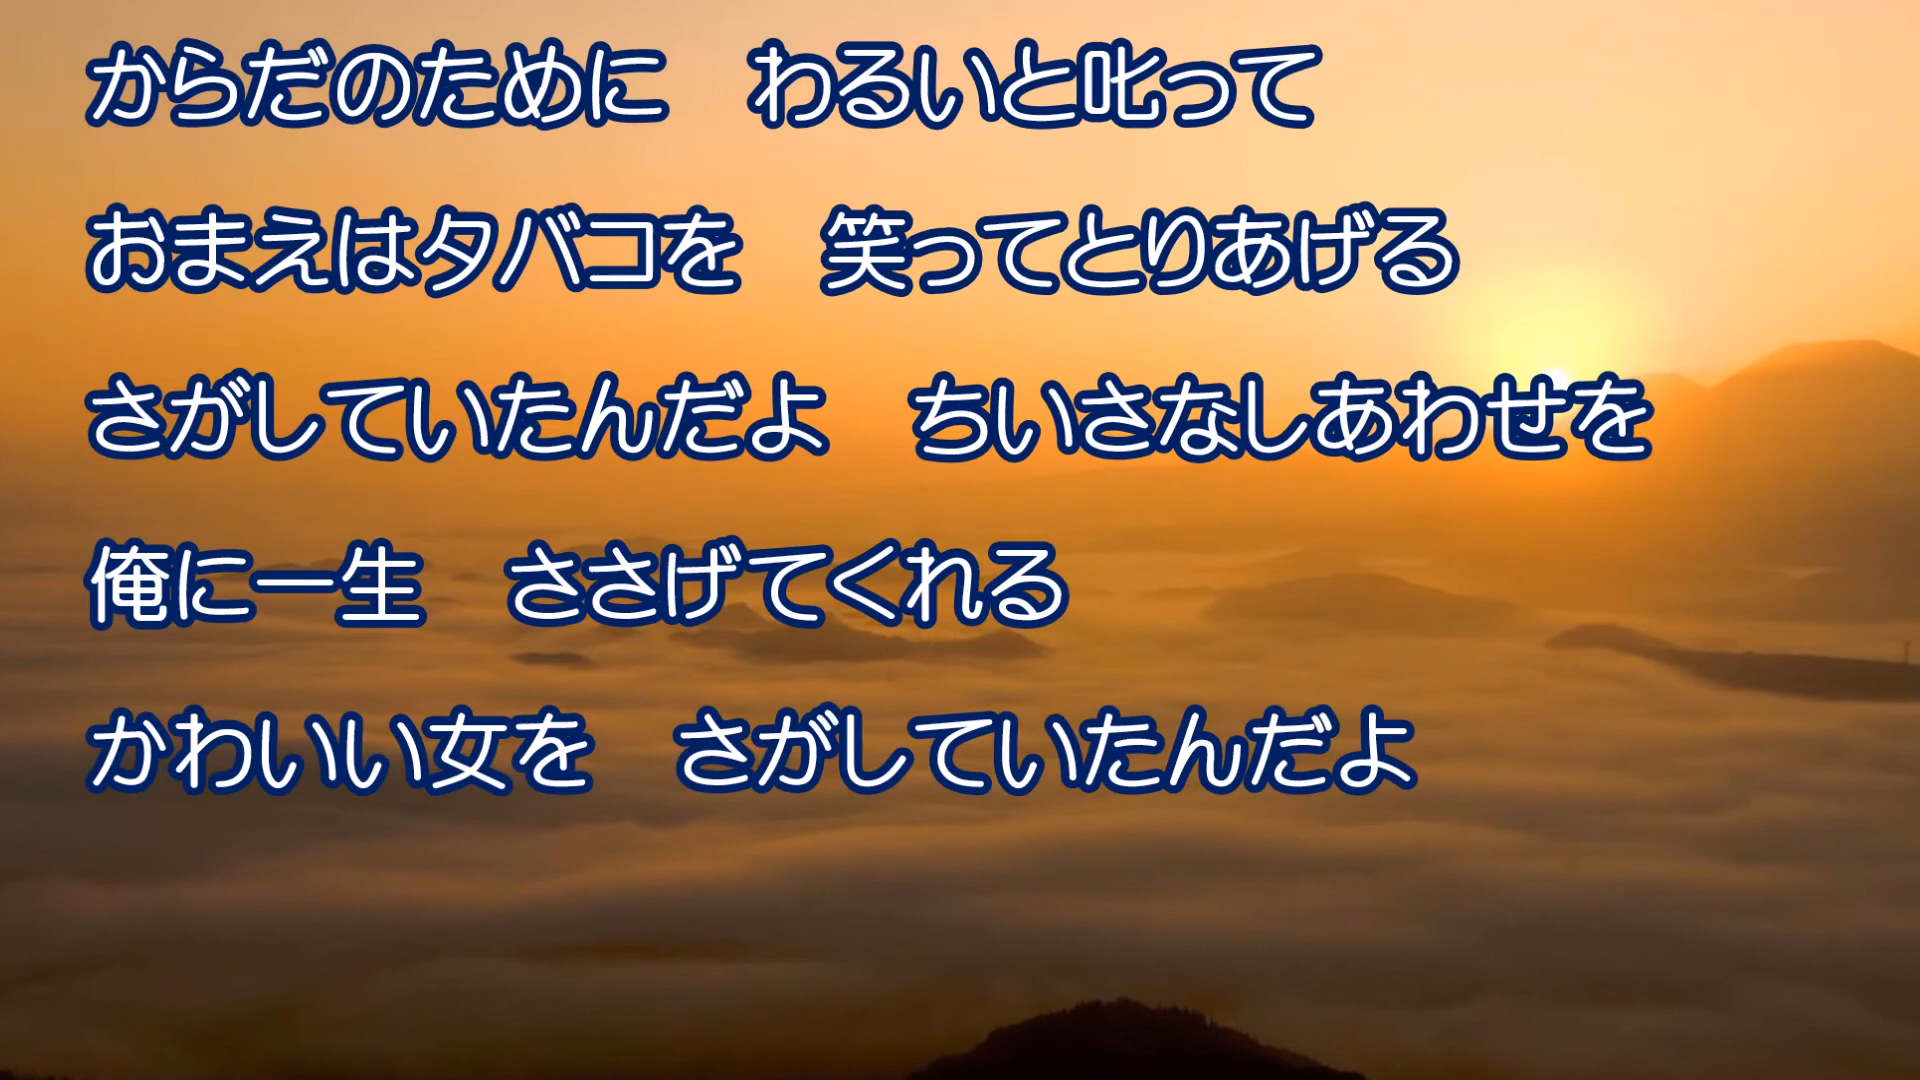 からだのために　わるいと叱って
おまえはタバコを　笑ってとりあげる
さがしていたんだよ　ちいさなしあわせを
俺に一生　ささげてくれる
かわいい女を　さがしていたんだよ